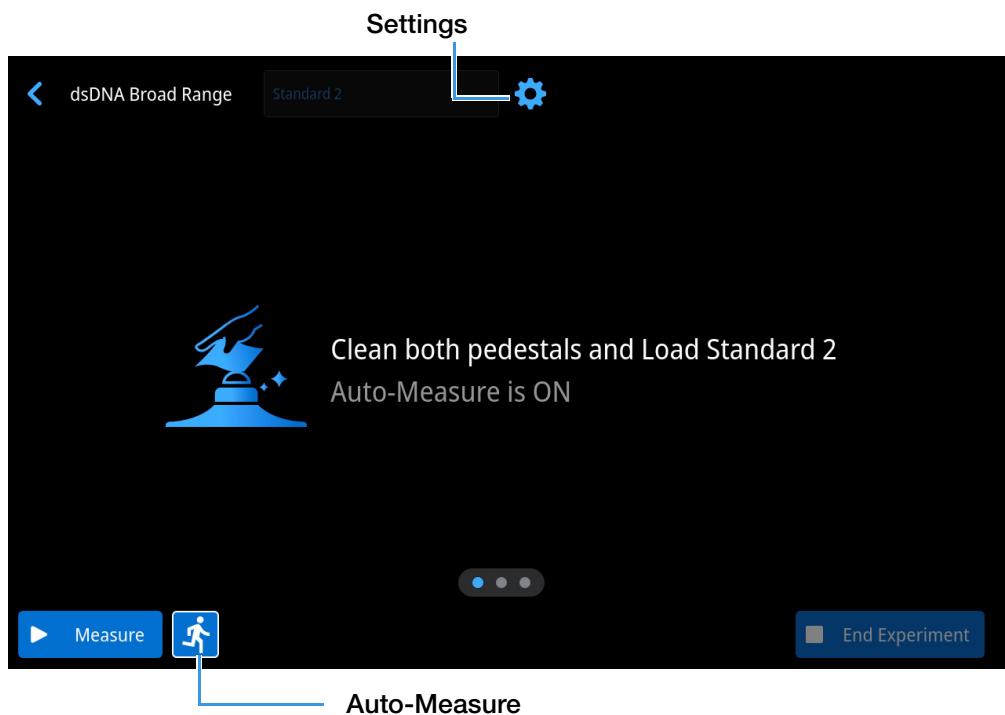 Settings
dsDNA Broad Range
Standard 2
Clean both pedestals and Load Standard 2
Auto-Measure is ON
Measure
End Experiment
Auto-Measure